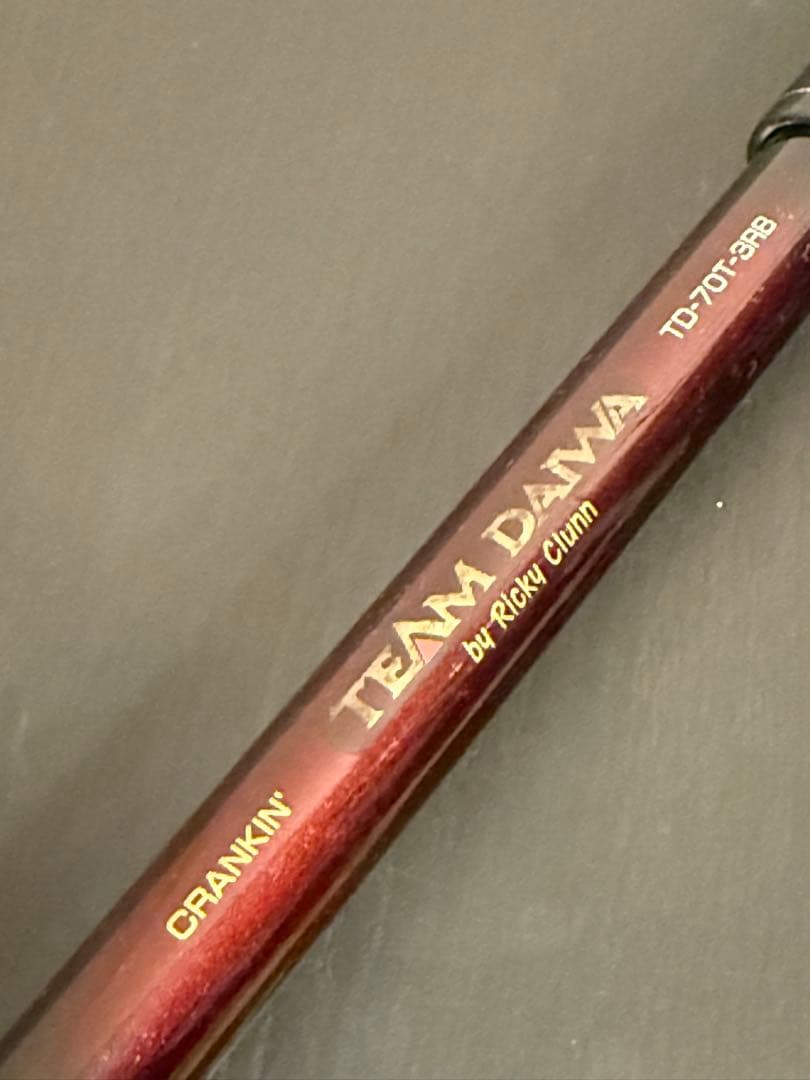 CRANKIN'
TEAM DAIWA
by Ricky Clunn
TD-70T-3RB